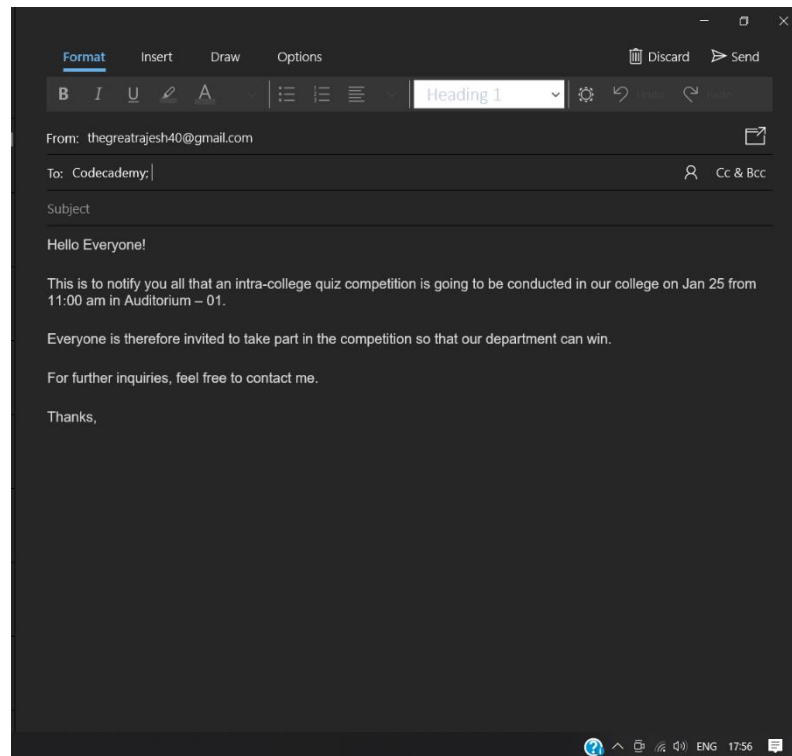 Format Insert Draw Options Discard Send
B I U A Heading 1 Undo
From: thegreatrajesh40@gmail.com
To: Codecademy; Cc & Bcc
Subject
Hello Everyone!
This is to notify you all that an intra-college quiz competition is going to be conducted in our college on Jan 25 from
11:00 am in Auditorium – 01.
Everyone is therefore invited to take part in the competition so that our department can win.
For further inquiries, feel free to contact me.
Thanks,
ENG 17:56